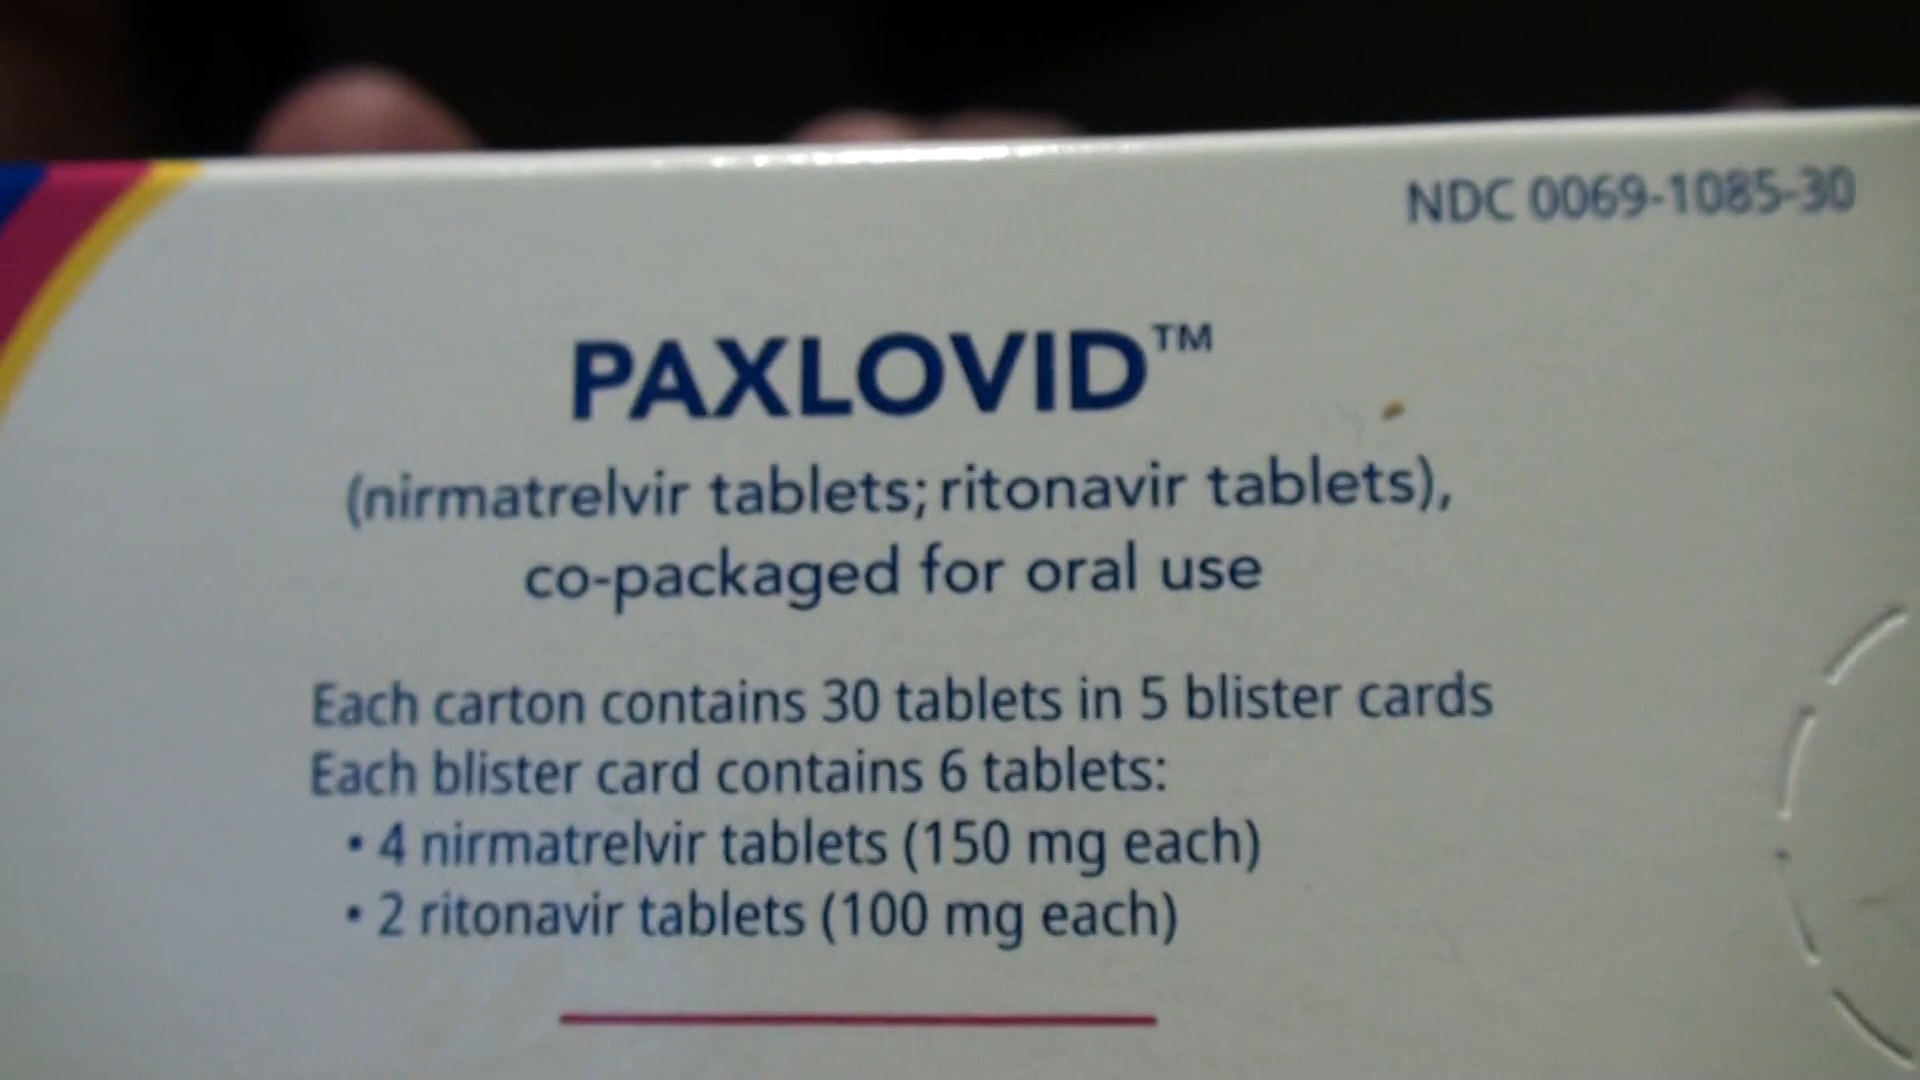 NDC 0069-1085-30
PAXLOVID™
(nirmatrelvir tablets; ritonavir tablets),
co-packaged for oral use
Each carton contains 30 tablets in 5 blister cards
Each blister card contains 6 tablets:
• 4 nirmatrelvir tablets (150 mg each)
• 2 ritonavir tablets (100 mg each)